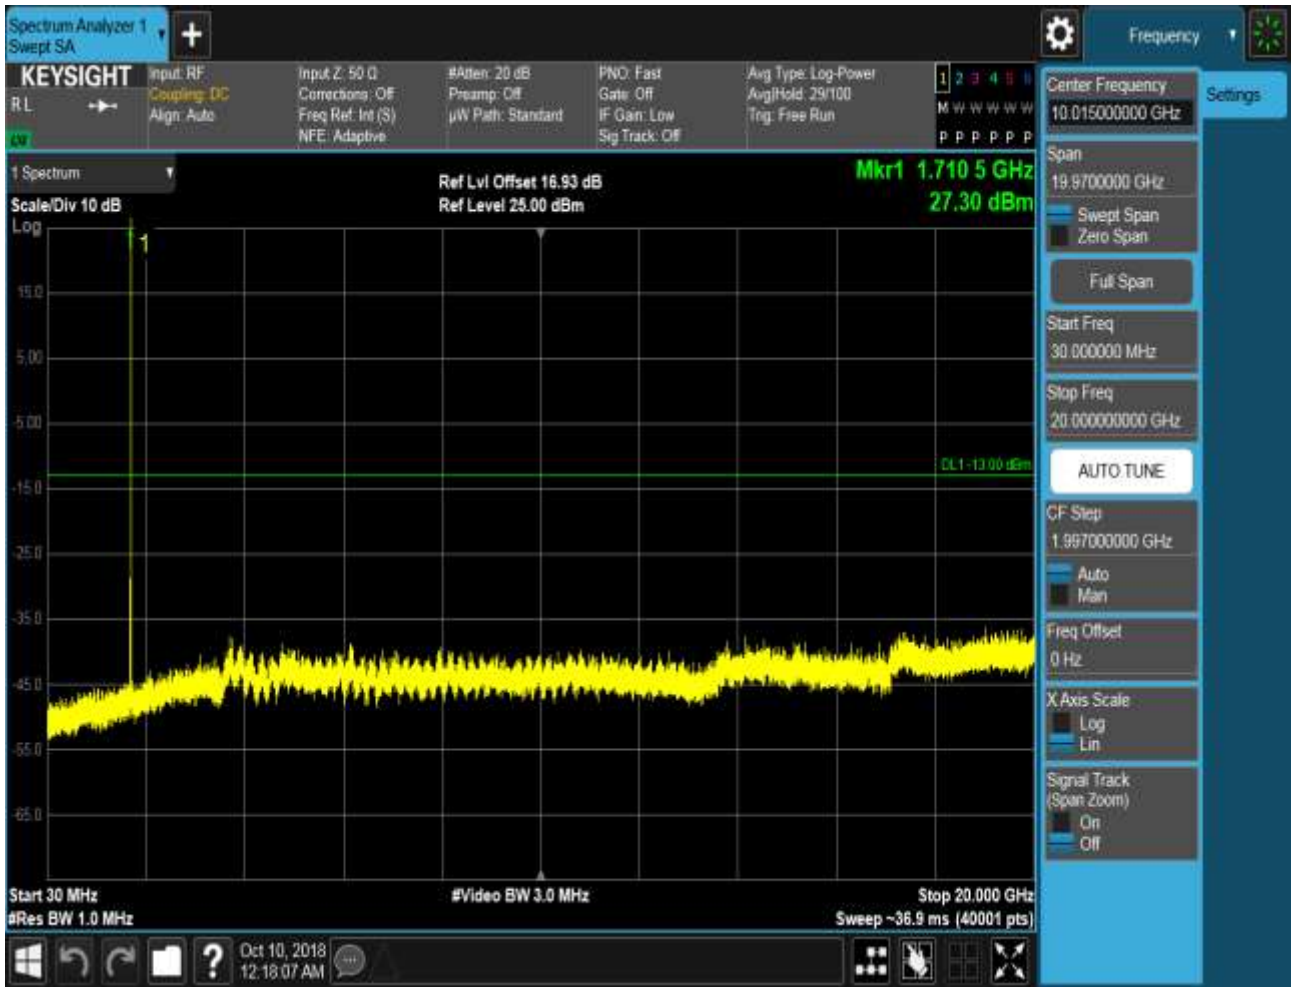 Spectrum Analyzer 1
Swept SA
Frequency
KEYSIGHT
R L
Input: RF
Coupling: DC
Align: Auto
Input Z: 50 Ω
Corrections: Off
Freq Ref: Int (S)
NFE: Adaptive
#Atten: 20 dB
Preamp: Off
µW Path: Standard
PNO: Fast
Gate: Off
IF Gain: Low
Sig Track: Off
Avg Type: Log-Power
Avg|Hold: 29/100
Trig: Free Run
1 2 3 4 5 6
M W W W W W
P P P P P P
Center Frequency
10.015000000 GHz
Settings
1 Spectrum
Scale/Div 10 dB
Log
Ref Lvl Offset 16.93 dB
Ref Level 25.00 dBm
Mkr1 1.710 5 GHz
27.30 dBm
1
15.0
5.00
-5.00
-15.0
-25.0
-35.0
-45.0
-55.0
-65.0
DL1 -13.00 dBm
Span
19.9700000 GHz
Swept Span
Zero Span
Full Span
Start Freq
30.000000 MHz
Stop Freq
20.000000000 GHz
AUTO TUNE
CF Step
1.997000000 GHz
Auto
Man
Freq Offset
0 Hz
X Axis Scale
Log
Lin
Signal Track
(Span Zoom)
On
Off
Start 30 MHz
#Res BW 1.0 MHz
#Video BW 3.0 MHz
Stop 20.000 GHz
Sweep ~36.9 ms (40001 pts)
?
Oct 10, 2018
12:18:07 AM